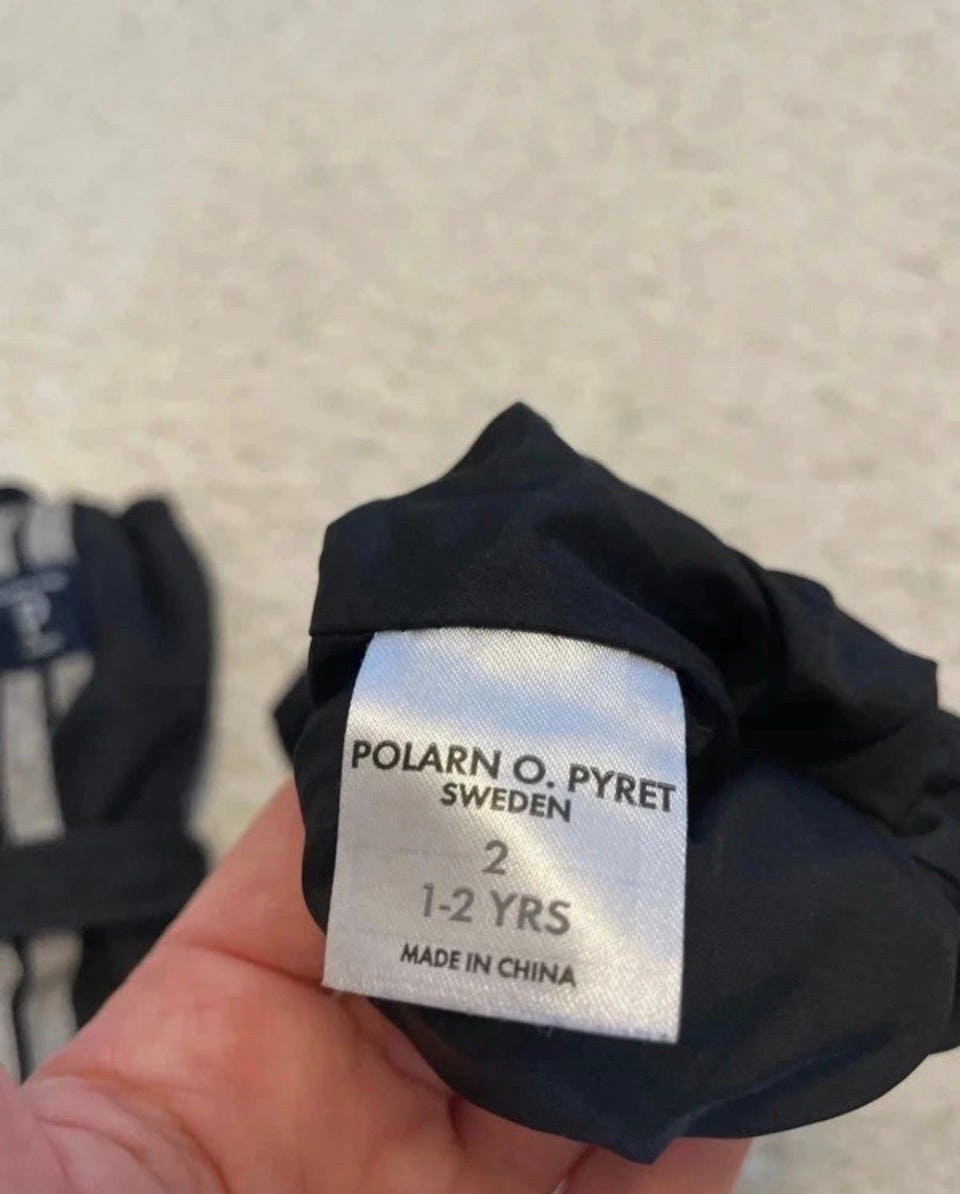 POLARN O. PYRET
SWEDEN
2
1-2 YRS
MADE IN CHINA